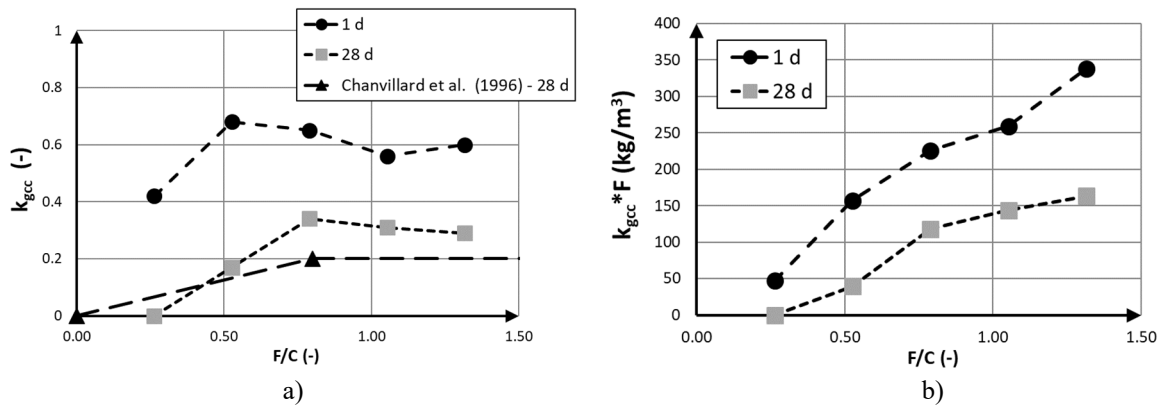 1
0.8
0.6
0.4
0.2
0
k_gcc (-)
0.00
0.50
1.00
1.50
F/C (-)
1 d
28 d
Chanvillard et al. (1996) - 28 d
a)
400
350
300
250
200
150
100
50
0
k_gcc*F (kg/m³)
0.00
0.50
1.00
1.50
F/C (-)
1 d
28 d
b)